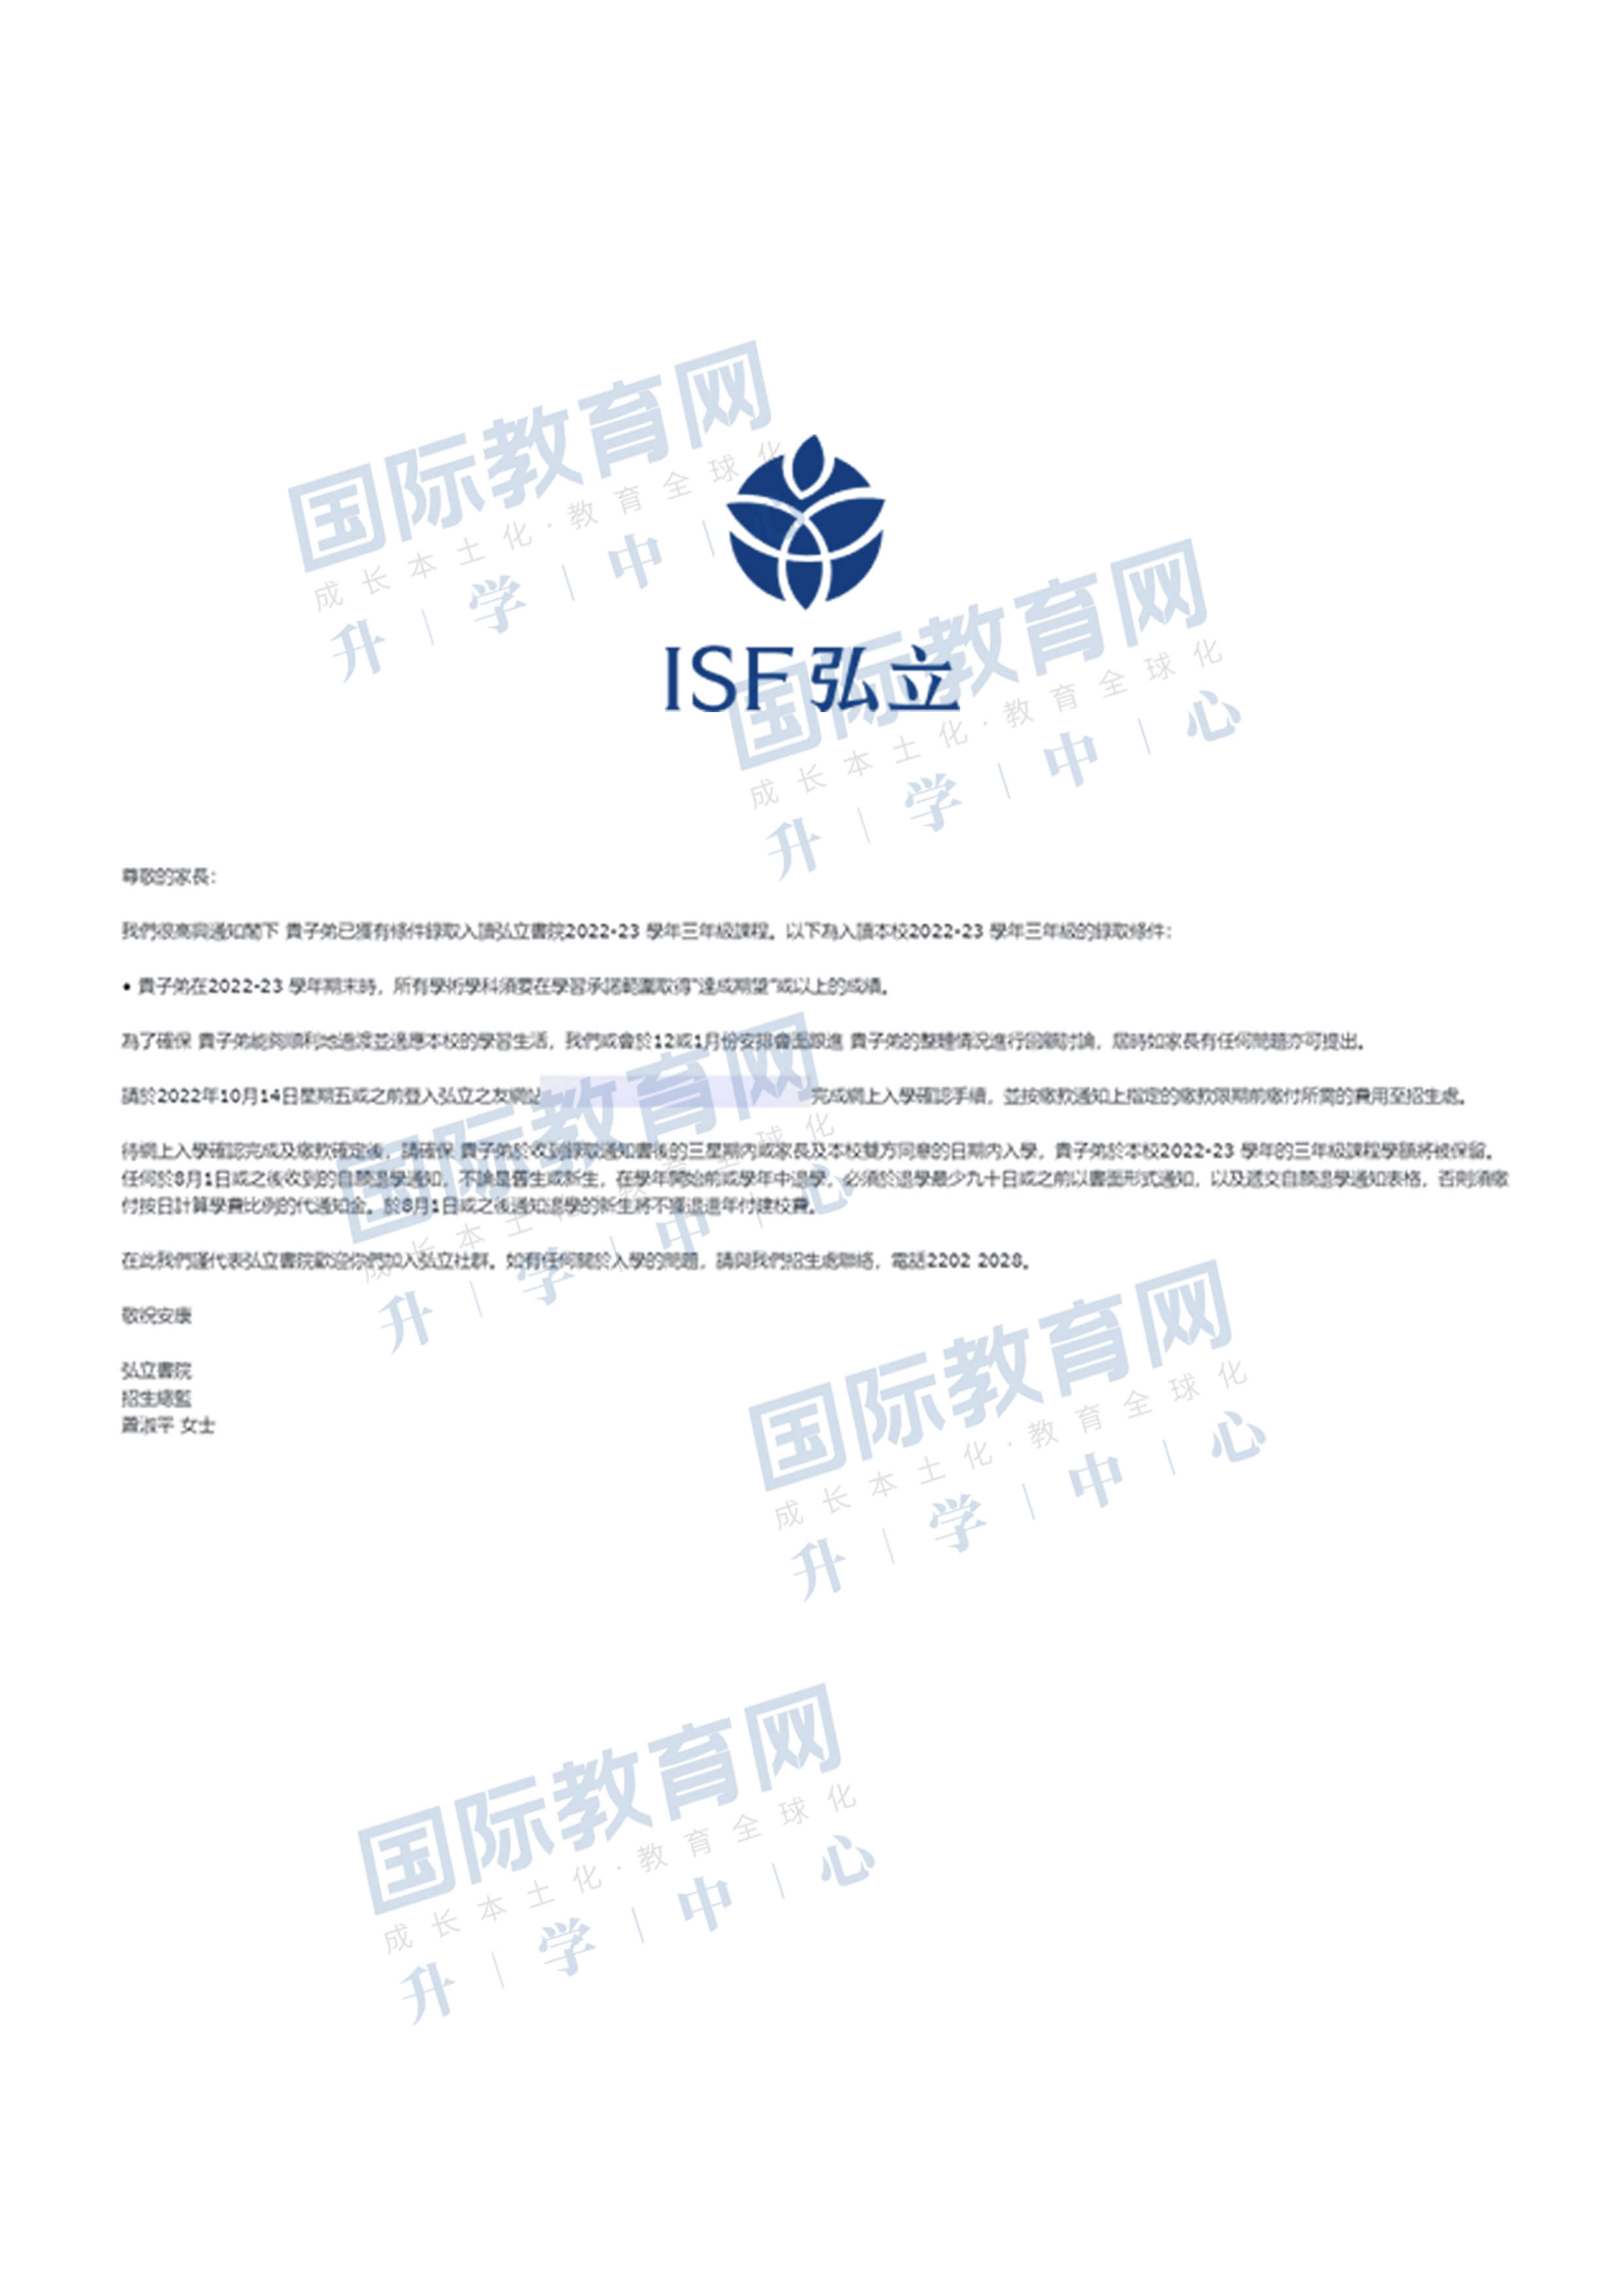 国际教育网
成长本土化·教育全球化
升｜学｜中｜
ISF 弘立
国际教育网
成长本土化·教育全球化
升｜学｜中｜心
尊敬的家長：
我們很高興通知閣下 貴子弟已獲有條件錄取入讀弘立書院2022-23 學年三年級課程。以下為入讀本校2022-23 學年三年級的錄取條件：
• 貴子弟在2022-23 學年期末時，所有學術學科須要在學習承諾範圍取得"達成期望"或以上的成績。
為了確保 貴子弟能夠順利地過渡並適應本校的學習生活，我們或會於12或1月份安排會面跟進 貴子弟的整體情況進行回顧討論，屆時如家長有任何問題亦可提出。
請於2022年10月14日星期五或之前登入弘立之友網站 完成網上入學確認手續，並按繳款通知上指定的繳款限期前繳付所需的費用至招生處。
待網上入學確認完成及繳款確定後，請確保 貴子弟於收到錄取通知書後的三星期內或家長及本校雙方同意的日期內入學，貴子弟於本校2022-23 學年的三年級課程學額將被保留。
任何於8月1日或之後收到的自願退學通知，不論是舊生或新生，在學年開始前或學年中退學，必須於退學最少九十日或之前以書面形式通知，以及遞交自願退學通知表格，否則須繳
付按日計算學費比例的代通知金。於8月1日或之後通知退學的新生將不獲退還年付建校費。
在此我們謹代表弘立書院歡迎你們加入弘立社群。如有任何關於入學的問題，請與我們招生處聯絡，電話2202 2028。
敬祝安康
弘立書院
招生總監
蕭淑平 女士
国际教育网
成长本土化·教育全球化
升｜学｜中｜心
国际教育网
成长本土化·教育全球化
升｜学｜中｜心
国际教育网
成长本土化·教育全球化
升｜学｜中｜心